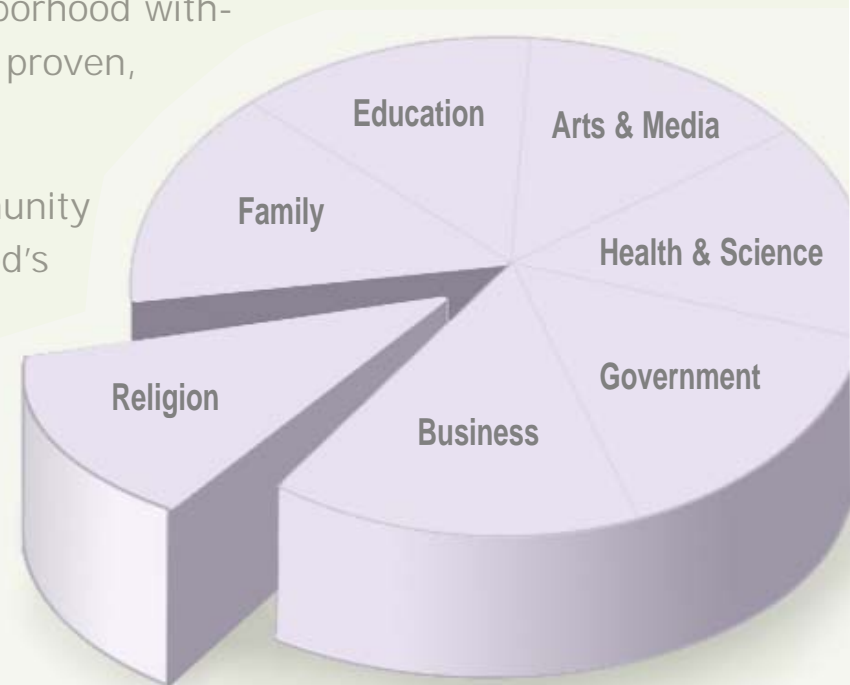 borhood with-
proven,
unity
d's
Education
Arts & Media
Family
Health & Science
Government
Religion
Business